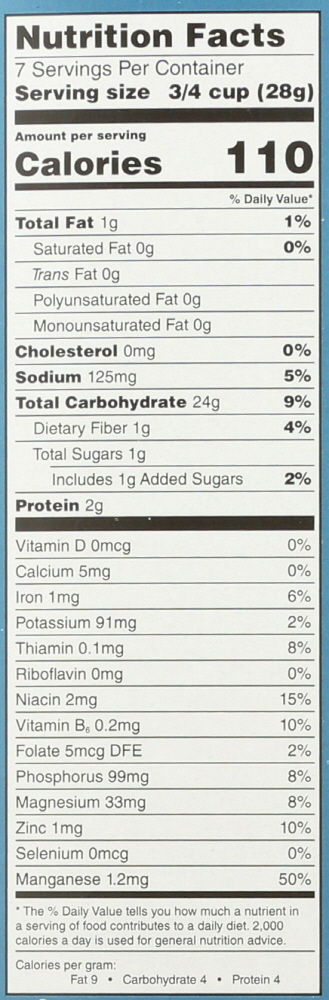 Nutrition Facts
7 Servings Per Container
Serving size 3/4 cup (28g)
Amount per serving
Calories 110
% Daily Value*
Total Fat 1g 1%
Saturated Fat 0g 0%
Trans Fat 0g
Polyunsaturated Fat 0g
Monounsaturated Fat 0g
Cholesterol 0mg 0%
Sodium 125mg 5%
Total Carbohydrate 24g 9%
Dietary Fiber 1g 4%
Total Sugars 1g
Includes 1g Added Sugars 2%
Protein 2g
Vitamin D 0mcg 0%
Calcium 5mg 0%
Iron 1mg 6%
Potassium 91mg 2%
Thiamin 0.1mg 8%
Riboflavin 0mg 0%
Niacin 2mg 15%
Vitamin B₆ 0.2mg 10%
Folate 5mcg DFE 2%
Phosphorus 99mg 8%
Magnesium 33mg 8%
Zinc 1mg 10%
Selenium 0mcg 0%
Manganese 1.2mg 50%
* The % Daily Value tells you how much a nutrient in
a serving of food contributes to a daily diet. 2,000
calories a day is used for general nutrition advice.
Calories per gram:
Fat 9 • Carbohydrate 4 • Protein 4